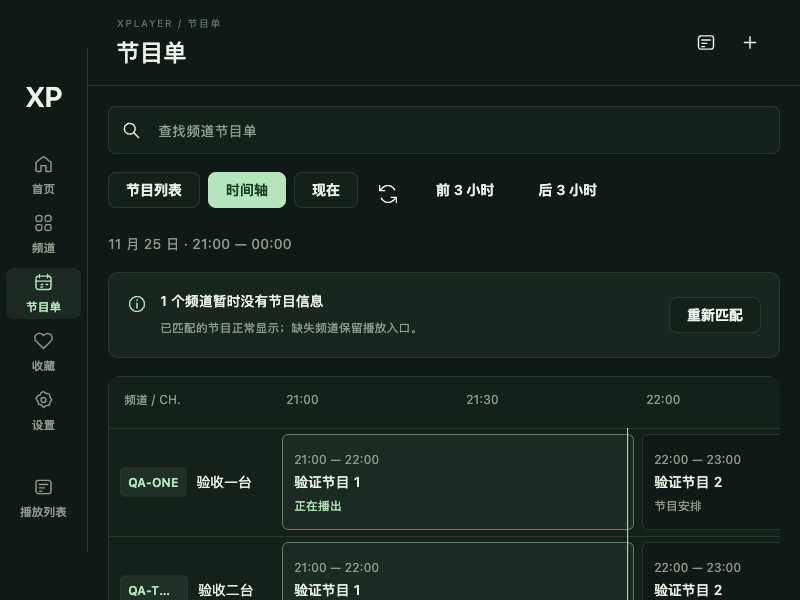 XPLAYER / 节目单
节目单
XP
首页
频道
节目单
收藏
设置
播放列表
查找频道节目单
节目列表
时间轴
现在
前 3 小时
后 3 小时
11 月 25 日 · 21:00 — 00:00
1 个频道暂时没有节目信息
已匹配的节目正常显示；缺失频道保留播放入口。
重新匹配
频道 / CH.
21:00
21:30
22:00
QA-ONE
验收一台
21:00 — 22:00
验证节目 1
正在播出
22:00 — 23:00
验证节目 2
节目安排
QA-T...
验收二台
21:00 — 22:00
验证节目 1
22:00 — 23:00
验证节目 2